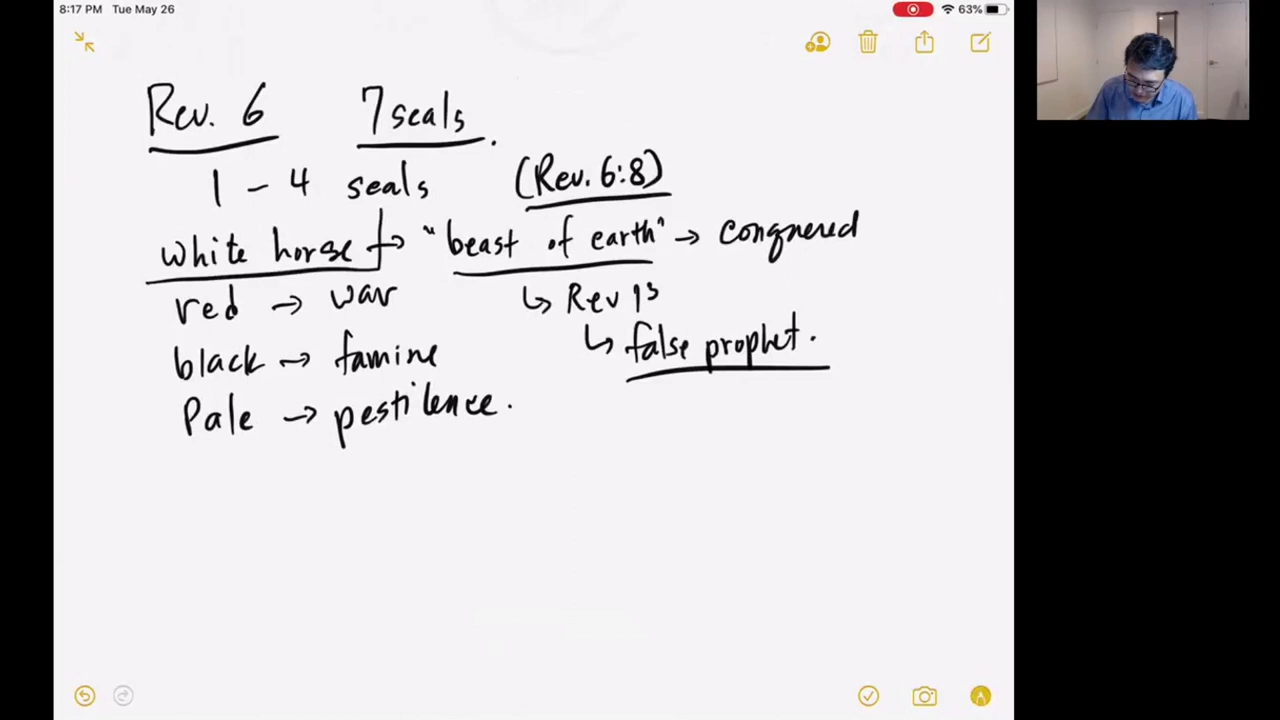 8:17 PM Tue May 26 63%
Rev. 6 7 seals.
1 - 4 seals (Rev. 6:8)
white horse → "beast of earth" → conquered
red → war ↳ Rev 13
↳ false prophet.
black → famine
Pale → pestilence.